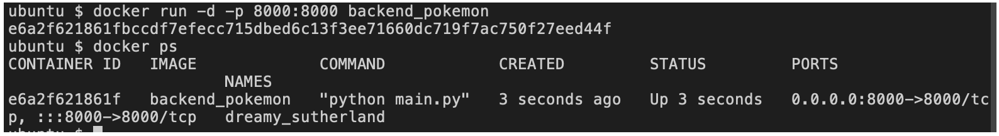 ubuntu $ docker run -d -p 8000:8000 backend_pokemon
e6a2f621861fbccdf7efecc715dbed6c13f3ee71660dc719f7ac750f27eed44f
ubuntu $ docker ps
CONTAINER ID   IMAGE             COMMAND            CREATED         STATUS         PORTS
                       NAMES
e6a2f621861f   backend_pokemon   "python main.py"   3 seconds ago   Up 3 seconds   0.0.0.0:8000->8000/tc
p, :::8000->8000/tcp   dreamy_sutherland
ubuntu $